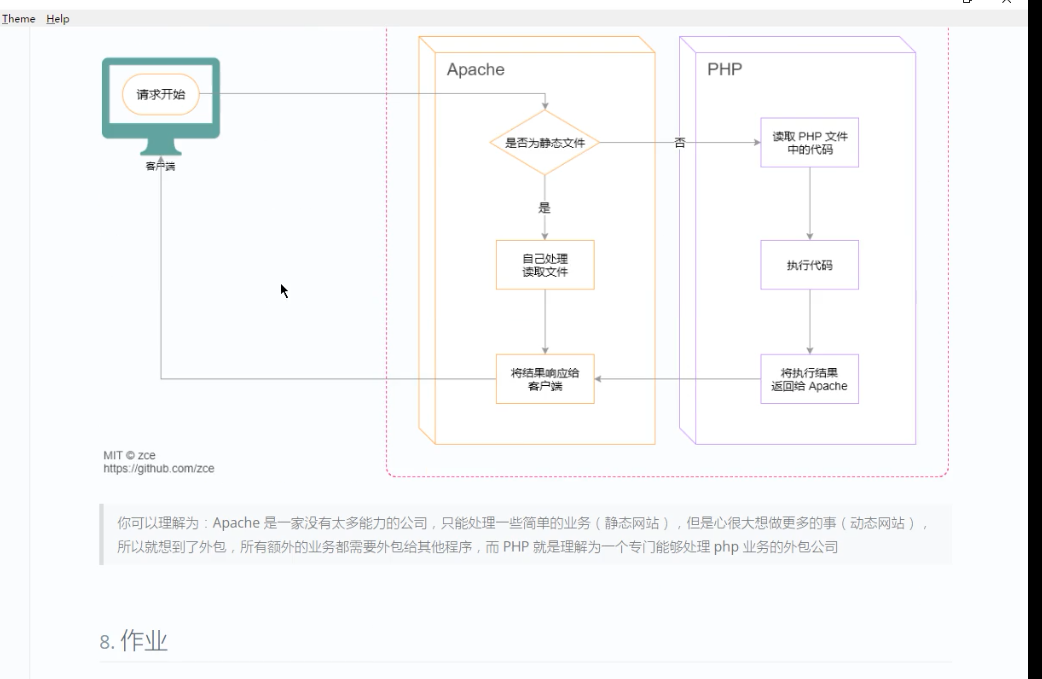 Theme Help
Apache
PHP
请求开始
客户端
是否为静态文件
否
读取 PHP 文件
中的代码
是
自己处理
读取文件
执行代码
将结果响应给
客户端
将执行结果
返回给 Apache
MIT © zce
https://github.com/zce
你可以理解为：Apache 是一家没有太多能力的公司，只能处理一些简单的业务（静态网站），但是心很大想做更多的事（动态网站），
所以就想到了外包，所有额外的业务都需要外包给其他程序，而 PHP 就是理解为一个专门能够处理 php 业务的外包公司
8. 作业